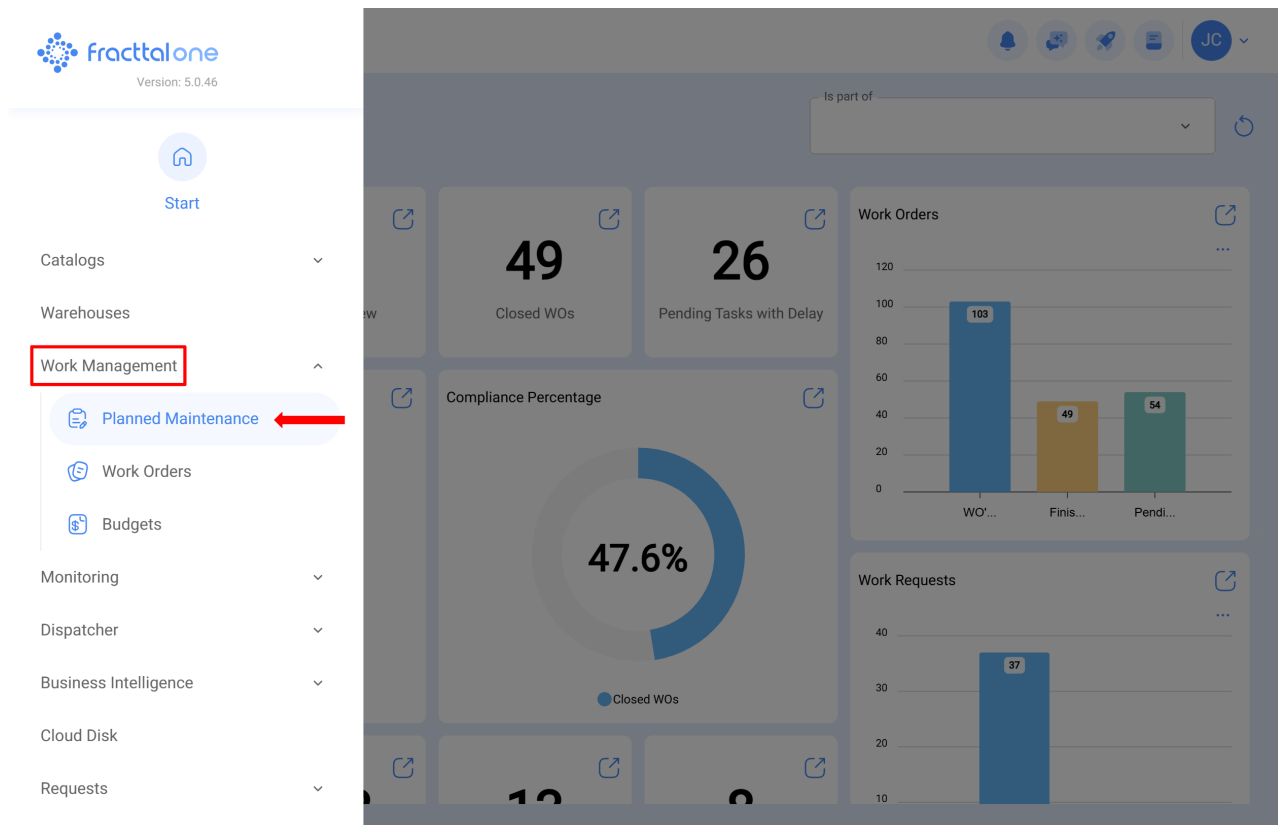 fracttal one
Version: 5.0.46
Start
Catalogs
Warehouses
Work Management
Planned Maintenance
Work Orders
Budgets
Monitoring
Dispatcher
Business Intelligence
Cloud Disk
Requests
JC
Is part of
49
Closed WOs
26
Pending Tasks with Delay
Work Orders
...
120
100
80
60
40
20
0
103
49
54
WO'...
Finis...
Pendi...
Compliance Percentage
47.6%
Closed WOs
Work Requests
...
40
30
20
10
37